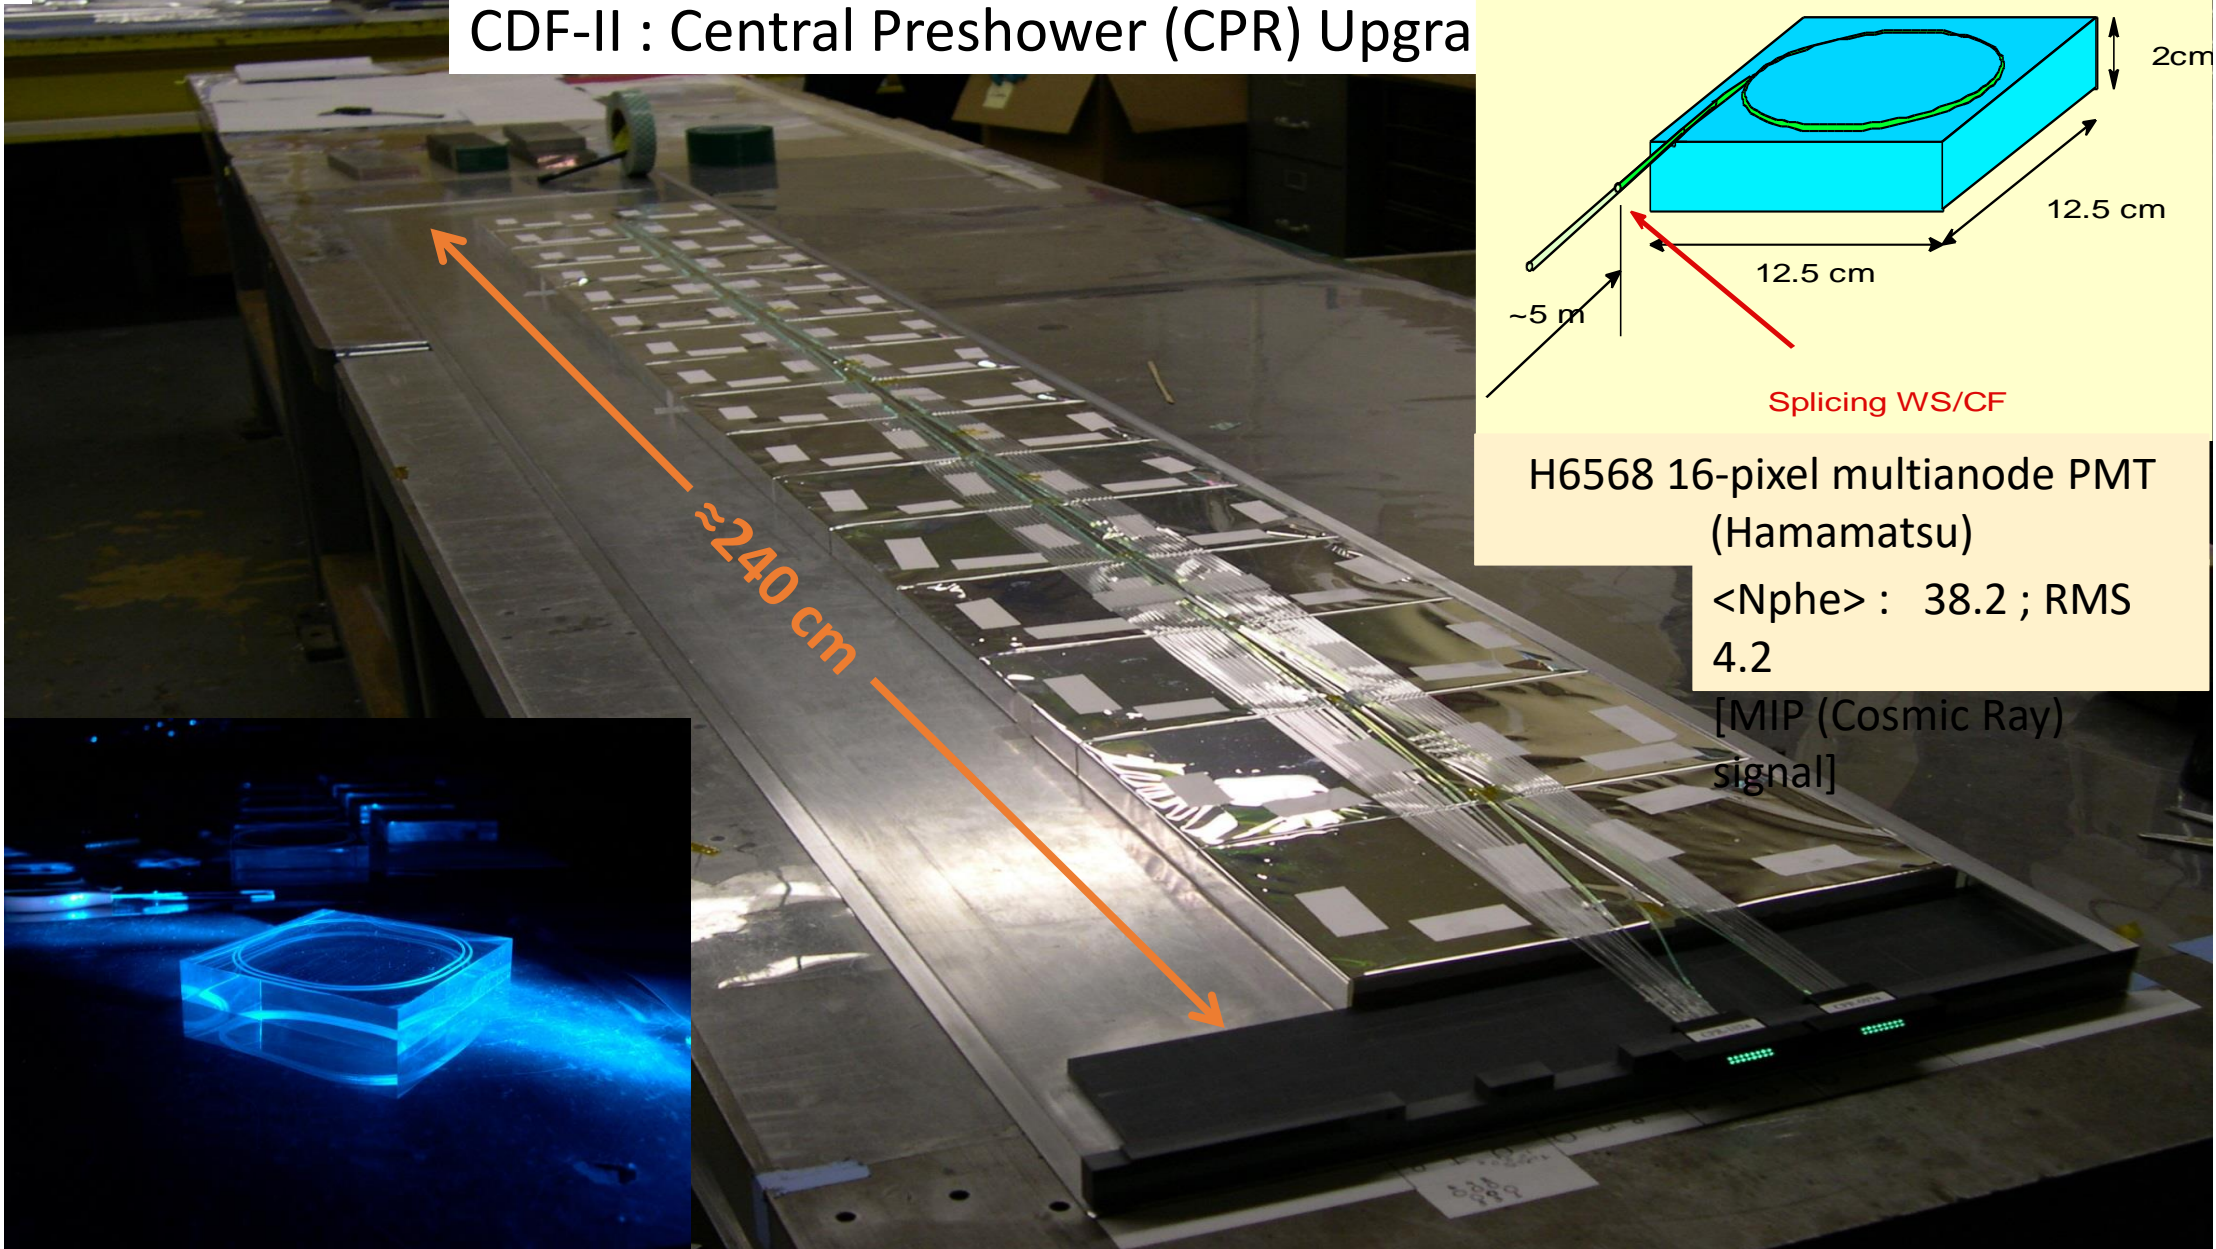 CDF-II : Central Preshower (CPR) Upgra
2cm
12.5 cm
12.5 cm
~5 m
Splicing WS/CF
H6568 16-pixel multianode PMT
(Hamamatsu)
<Nphe> : 38.2 ; RMS
4.2
[MIP (Cosmic Ray)
signal]
≈240 cm